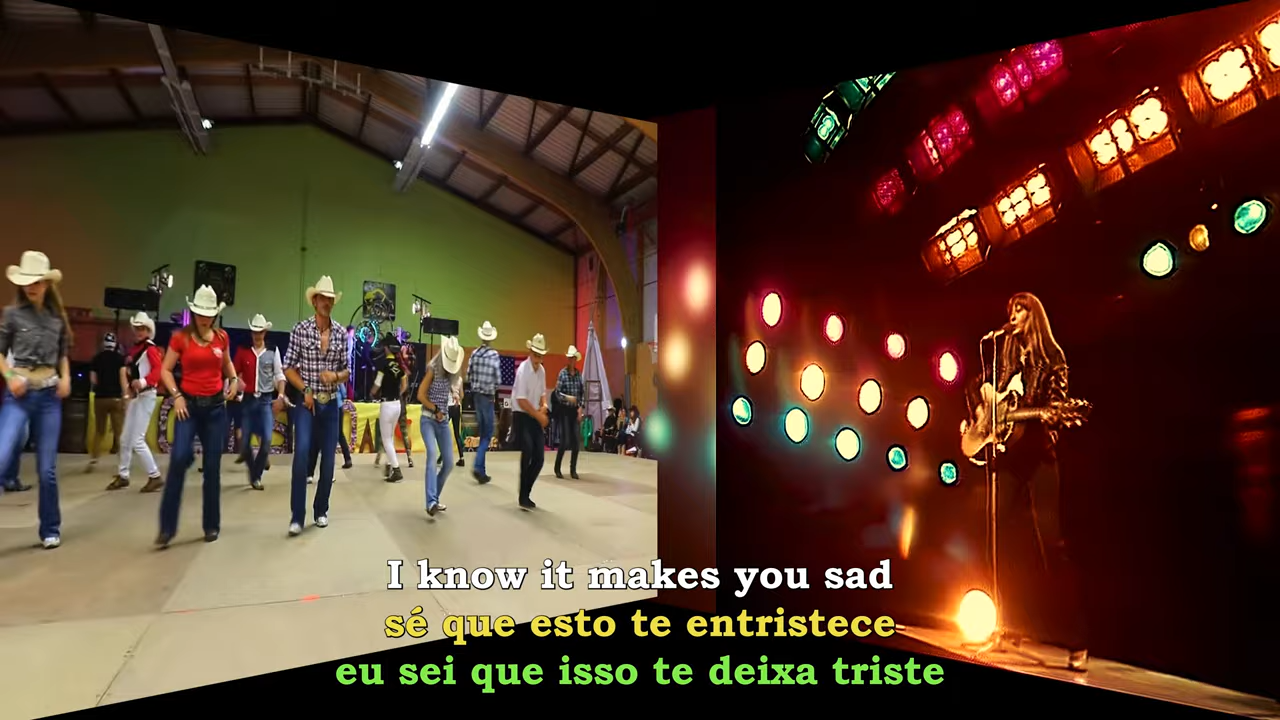 I know it makes you sad
sé que esto te entristece
eu sei que isso te deixa triste